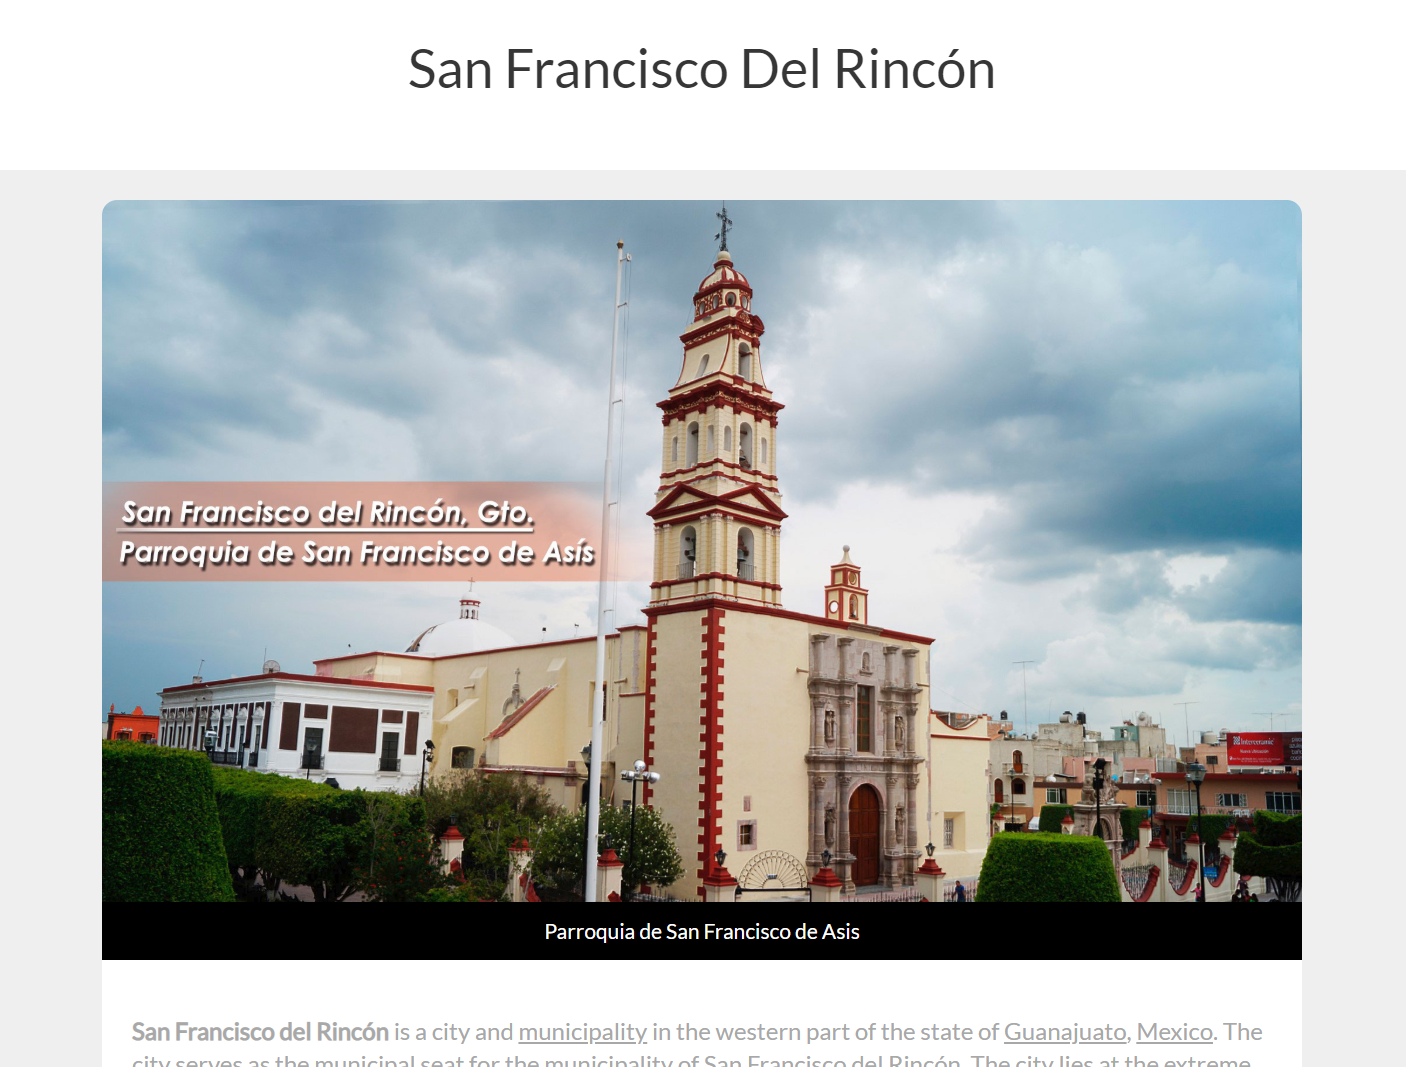 San Francisco Del Rincón
San Francisco del Rincón, Gto.
Parroquia de San Francisco de Asís
Interceramic
Parroquia de San Francisco de Asis
San Francisco del Rincón is a city and municipality in the western part of the state of Guanajuato, Mexico. The
city serves as the municipal seat for the municipality of San Francisco del Rincón. The city lies at the extreme